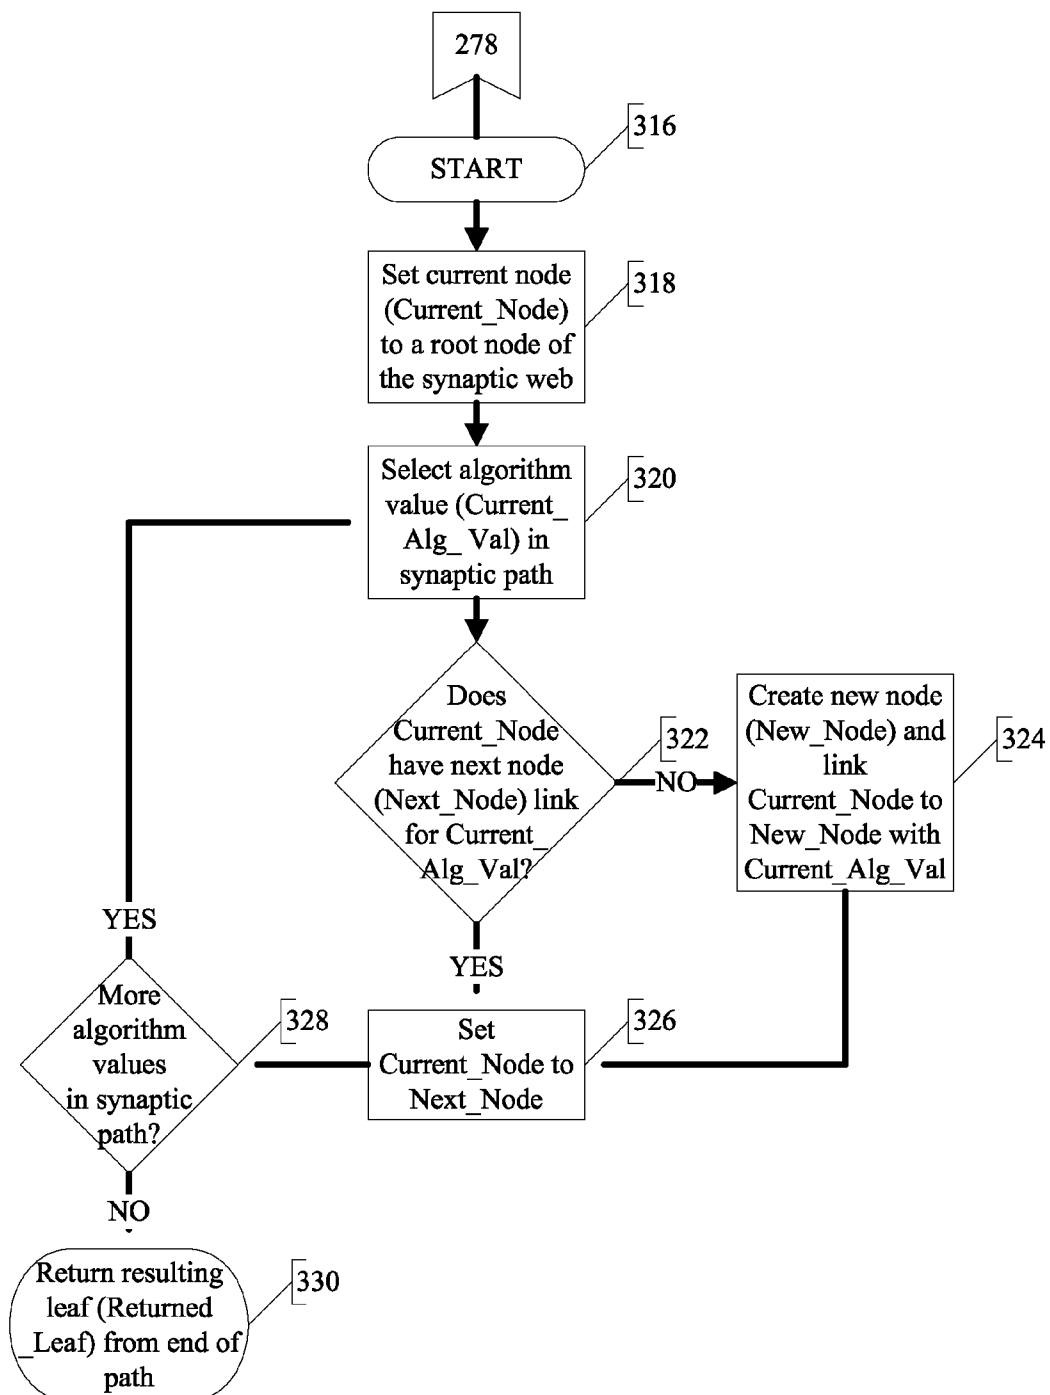 278
316
START
318
Set current node
(Current_Node)
to a root node of
the synaptic web
320
Select algorithm
value (Current_
Alg_ Val) in
synaptic path
322
Does
Current_Node
have next node
(Next_Node) link
for Current_
Alg_Val?
NO
324
Create new node
(New_Node) and
link
Current_Node to
New_Node with
Current_Alg_Val
YES
YES
326
Set
Current_Node to
Next_Node
328
More
algorithm
values
in synaptic
path?
NO
330
Return resulting
leaf (Returned
_Leaf) from end of
path